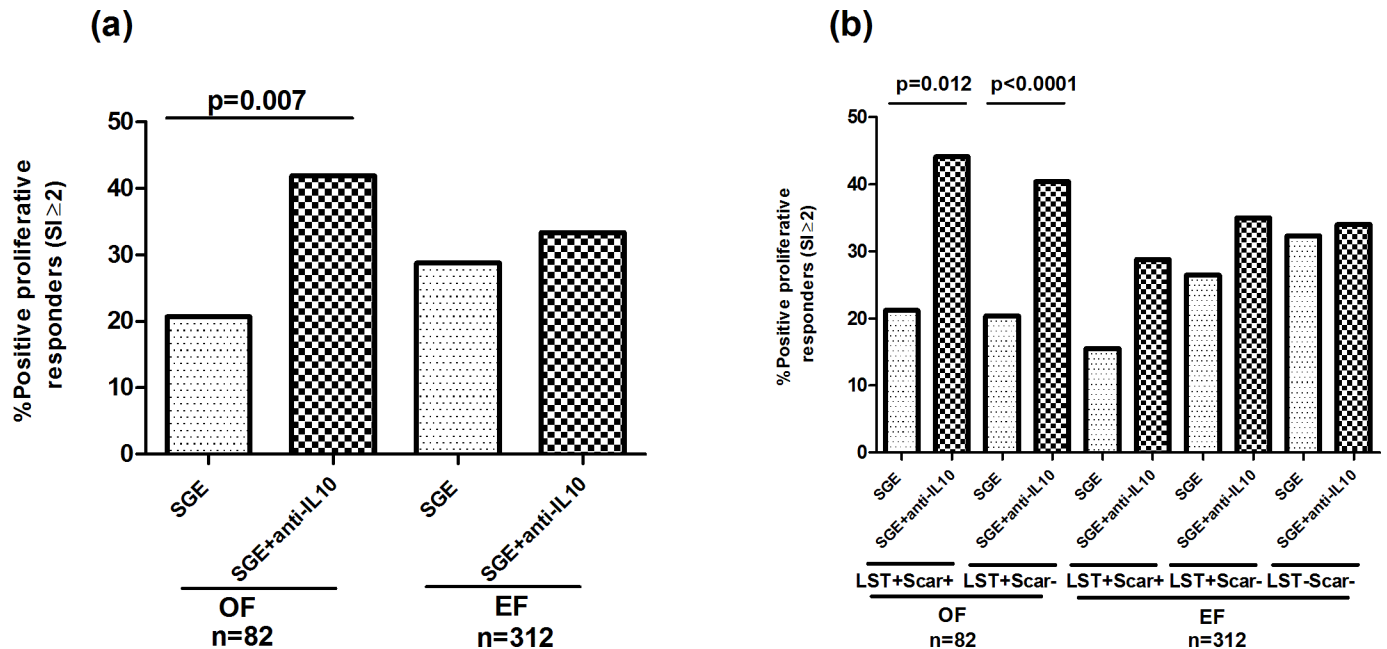 (a)
p=0.007
%Positive proliferative
responders (SI≥2)
50
40
30
20
10
0
SGE
SGE+anti-IL10
SGE
SGE+anti-IL10
OF
n=82
EF
n=312
(b)
p=0.012
p<0.0001
%Positive proliferative
responders (SI≥2)
50
40
30
20
10
0
SGE
SGE+anti-IL10
SGE
SGE+anti-IL10
SGE
SGE+anti-IL10
SGE
SGE+anti-IL10
SGE
SGE+anti-IL10
LST+Scar+
LST+Scar-
LST+Scar+
LST+Scar-
LST-Scar-
OF
n=82
EF
n=312